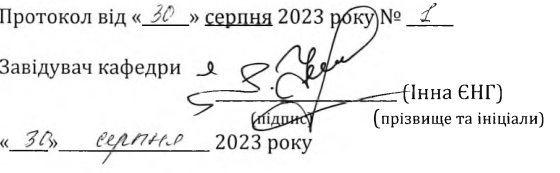 Протокол від «30» серпня 2023 року № 1
Завідувач кафедри
(Інна ЄНГ)
(підпис) (прізвище та ініціали)
«30» серпня 2023 року